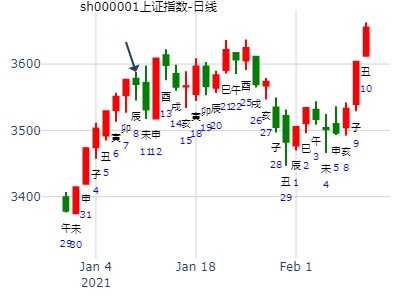 sh000001上证指数-日线
3600
3500
3400
午
29
未
30
申
31
子
4
丑
5
寅
6
卯
7
辰
8
未
11
申
12
酉
13
戌
14
亥
15
寅
18
卯
19
辰
20
巳
21
午
22
酉
25
戌
26
亥
27
子
28
丑
29
辰
1
巳
2
午
3
未
4
申
5
亥
8
子
9
丑
10
Jan 4
2021
Jan 18
Feb 1